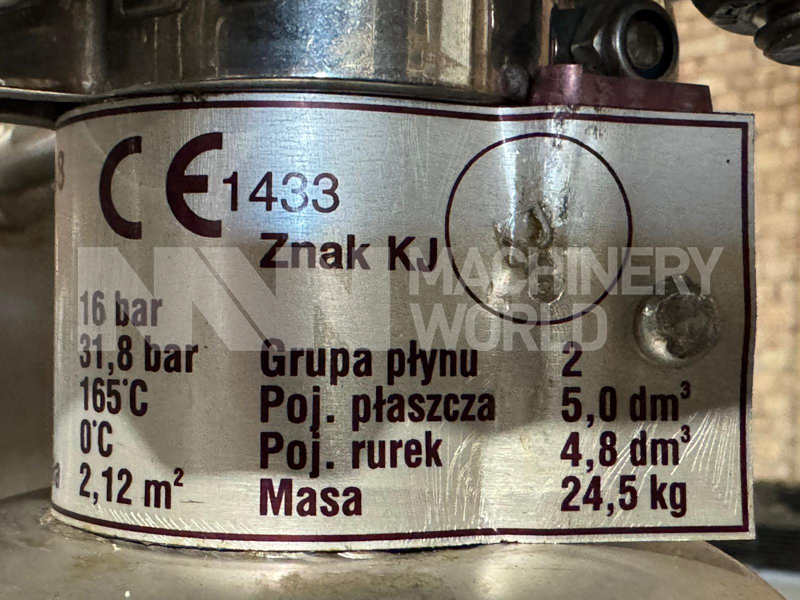 CE 1433
Znak KJ
MACHINERY
WORLD
16 bar
31,8 bar Grupa płynu 2
165°C Poj. płaszcza 5,0 dm³
0°C Poj. rurek 4,8 dm³
2,12 m² Masa 24,5 kg